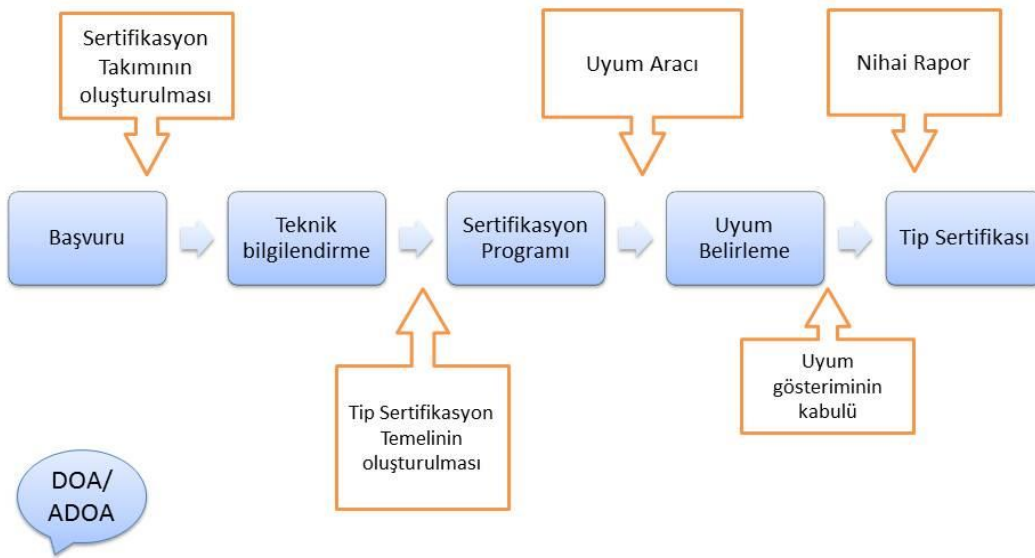 Sertifikasyon
Takımının
oluşturulması
Uyum Aracı
Nihai Rapor
Başvuru
Teknik
bilgilendirme
Sertifikasyon
Programı
Uyum
Belirleme
Tip Sertifikası
Tip Sertifikasyon
Temelinin
oluşturulması
Uyum
gösteriminin
kabulü
DOA/
ADOA